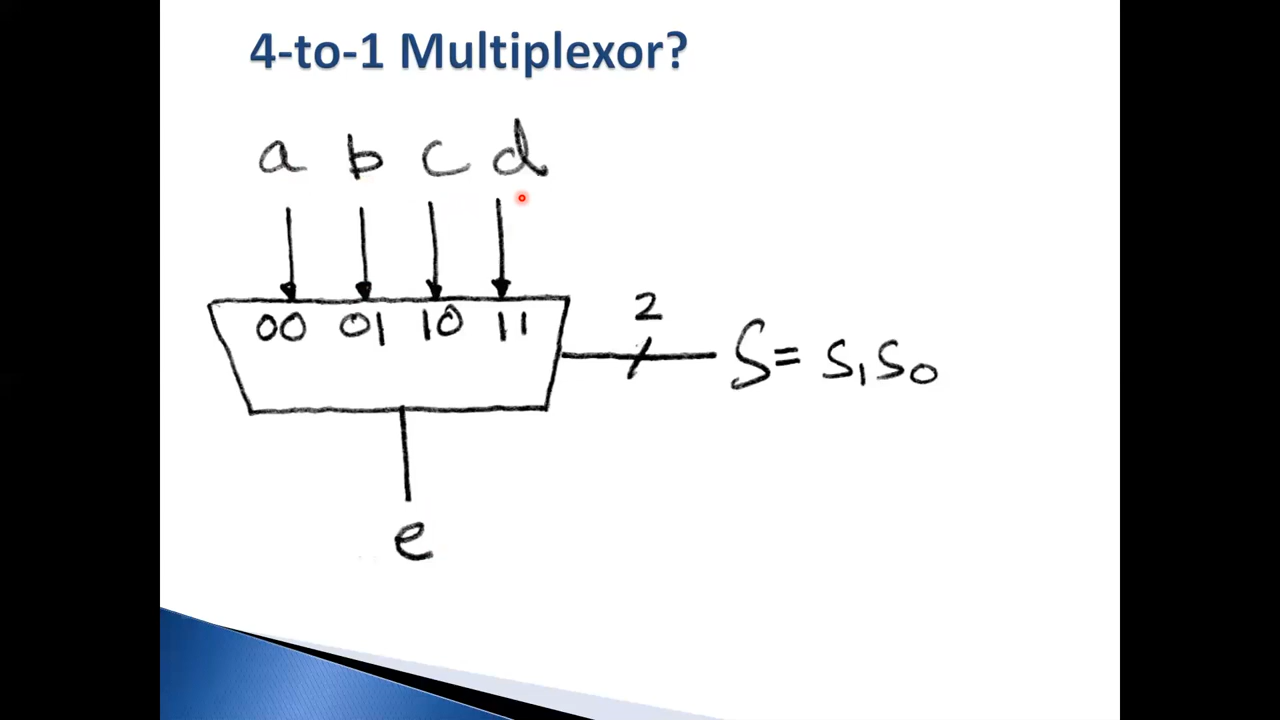 4-to-1 Multiplexor?
a b c d
00 01 10 11
2
S = S1S0
e